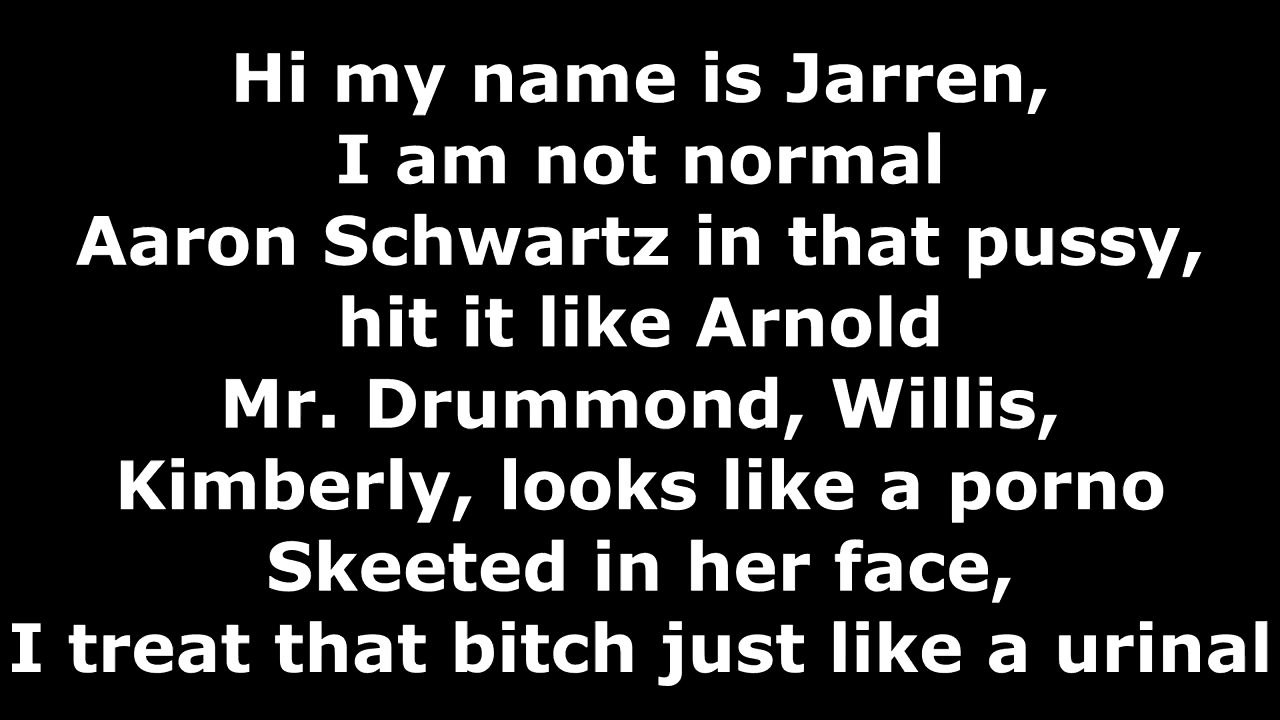 Hi my name is Jarren,
I am not normal
Aaron Schwartz in that pussy,
hit it like Arnold
Mr. Drummond, Willis,
Kimberly, looks like a porno
Skeeted in her face,
I treat that bitch just like a urinal